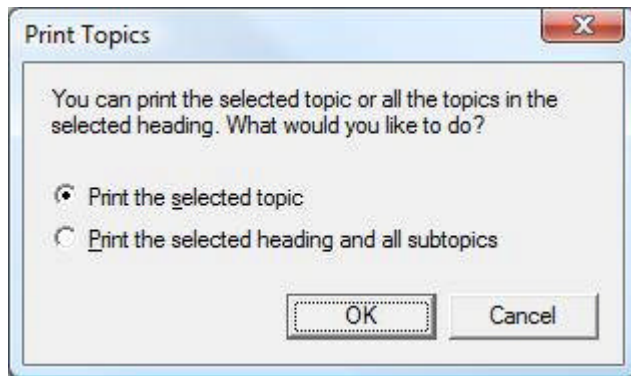 Print Topics
You can print the selected topic or all the topics in the
selected heading. What would you like to do?
Print the selected topic
Print the selected heading and all subtopics
OK Cancel